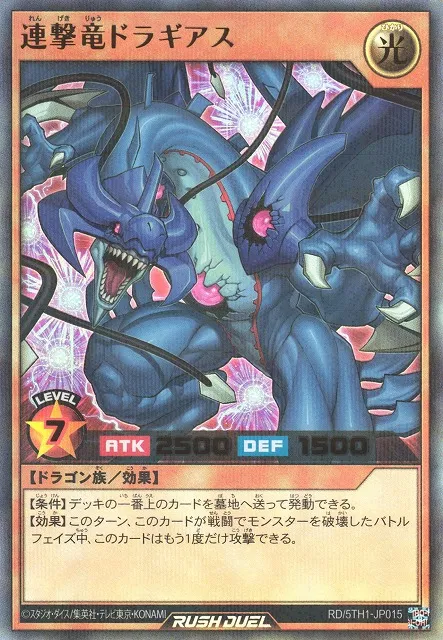 連撃竜ドラギアス
光
LEVEL
7
ATK 2500 DEF 1500
【ドラゴン族／効果】
【条件】デッキの一番上のカードを墓地へ送って発動できる。
【効果】このターン、このカードが戦闘でモンスターを破壊したバトル
フェイズ中、このカードはもう1度だけ攻撃できる。
©スタジオ・ダイス/集英社・テレビ東京・KONAMI RUSH DUEL RD/5TH1-JP015